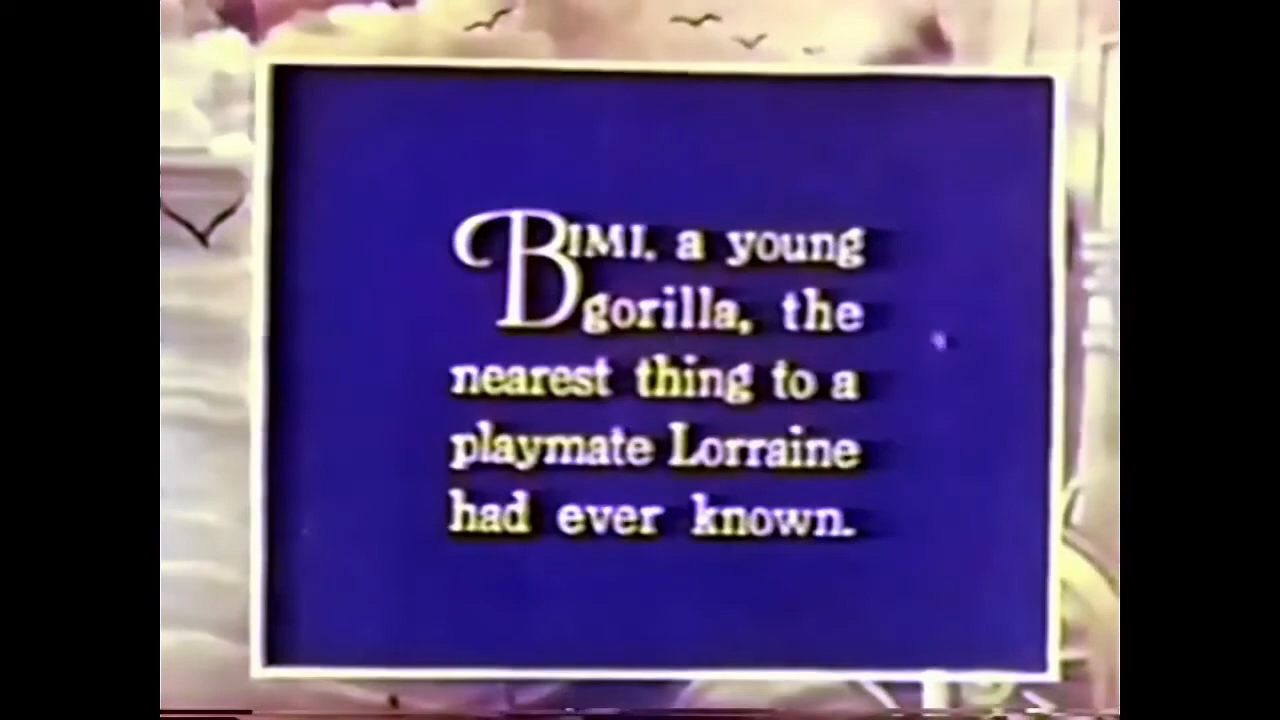 BIMI, a young
gorilla, the
nearest thing to a
playmate Lorraine
had ever known.